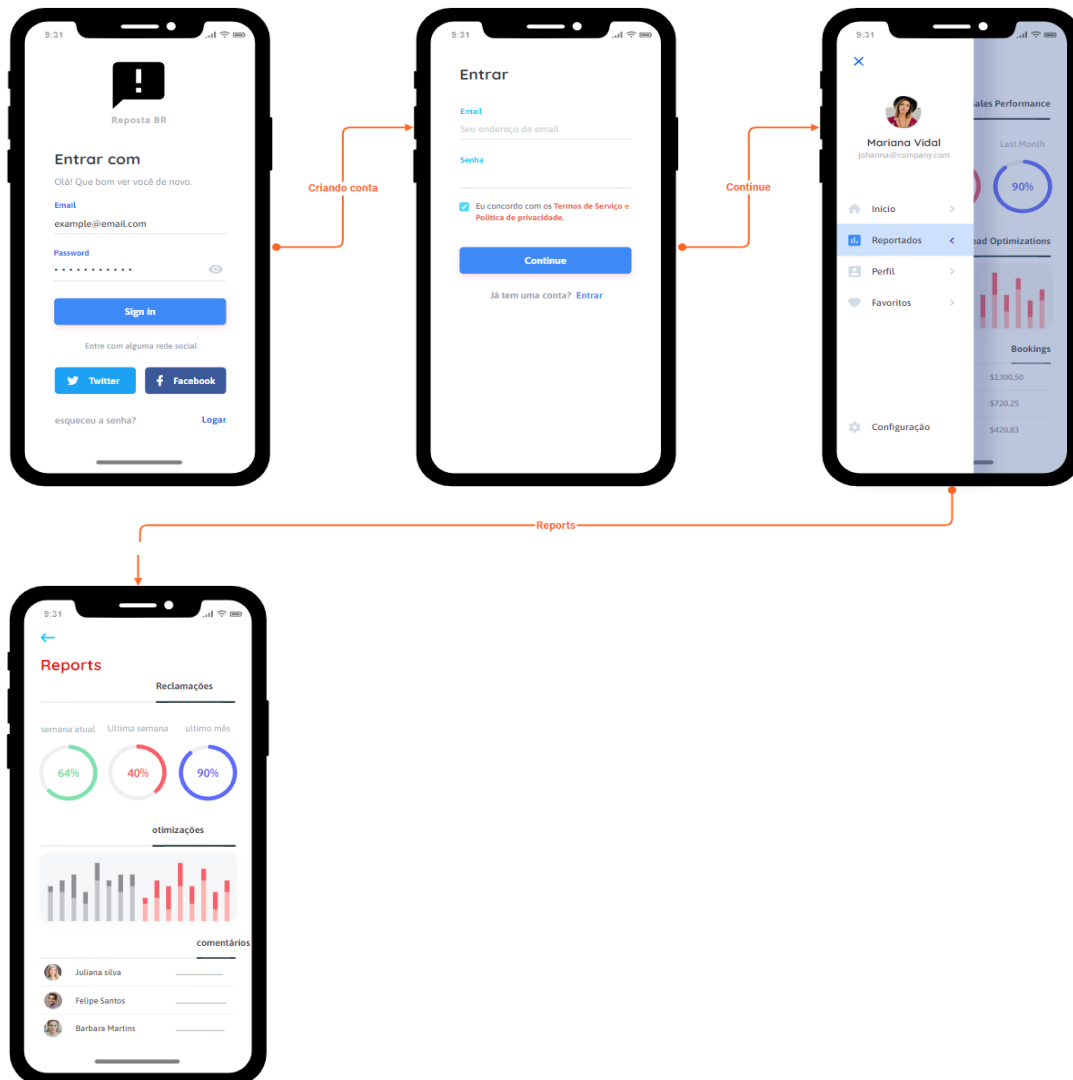 9:31
Reposta BR
Entrar com
Olá! Que bom ver você de novo.
Email
example@email.com
Password
Sign in
Entre com alguma rede social
Twitter
Facebook
esqueceu a senha?
Logar
Criando conta
9:31
Entrar
Email
Seu endereço de email
Senha
Eu concordo com os Termos de Serviço e
Política de privacidade.
Continue
Já tem uma conta? Entrar
Continue
9:31
Mariana Vidal
johanna@company.com
Inicio
Reportados
Perfil
Favoritos
Configuração
ales Performance
Last Month
90%
ead Optimizations
Bookings
$1300.50
$720.25
$420.83
Reports
9:31
Reports
Reclamações
semana atual
Ultima semana
ultimo mês
64%
40%
90%
otimizações
comentários
Juliana silva
Felipe Santos
Barbara Martins